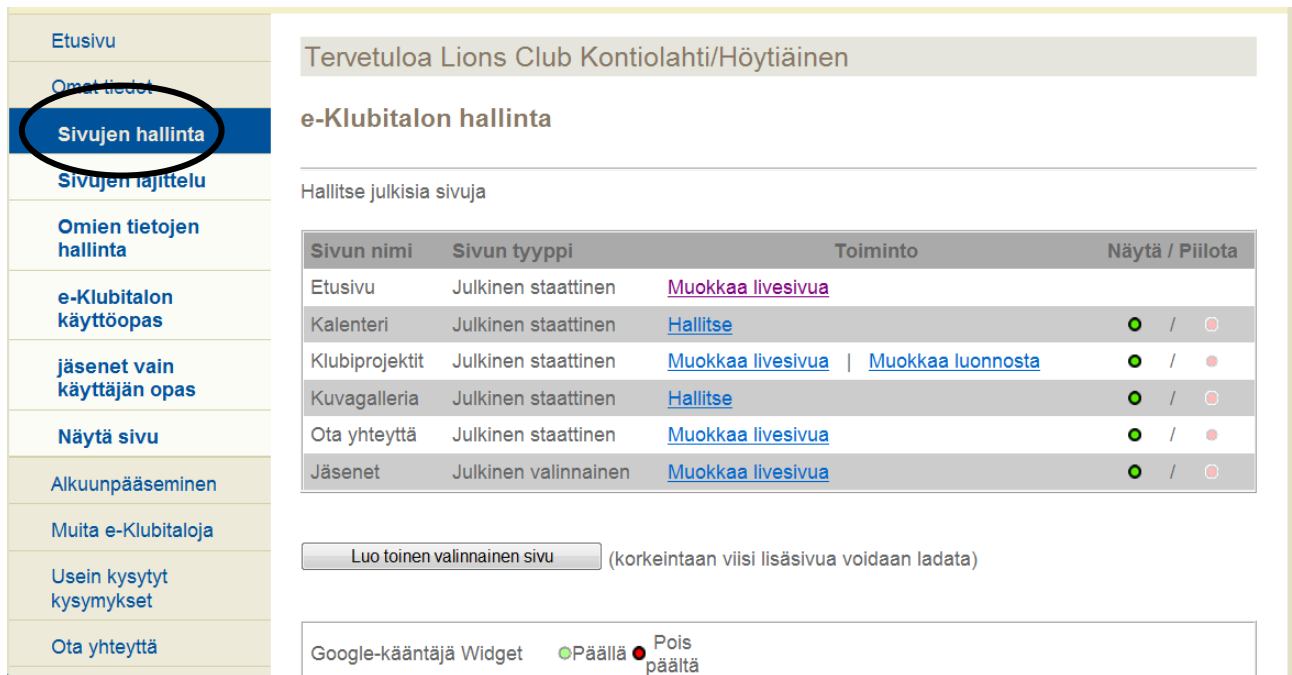 Etusivu
Omat tiedot
Sivujen hallinta
Sivujen lajittelu
Omien tietojen
hallinta
e-Klubitalon
käyttöopas
jäsenet vain
käyttäjän opas
Näytä sivu
Alkuunpääseminen
Muita e-Klubitaloja
Usein kysytyt
kysymykset
Ota yhteyttä
Tervetuloa Lions Club Kontiolahti/Höytiäinen
e-Klubitalon hallinta
Hallitse julkisia sivuja
Sivun nimi Sivun tyyppi Toiminto Näytä / Piilota
Etusivu Julkinen staattinen Muokkaa livesivua
Kalenteri Julkinen staattinen Hallitse /
Klubiprojektit Julkinen staattinen Muokkaa livesivua | Muokkaa luonnosta /
Kuvagalleria Julkinen staattinen Hallitse /
Ota yhteyttä Julkinen staattinen Muokkaa livesivua /
Jäsenet Julkinen valinnainen Muokkaa livesivua /
Luo toinen valinnainen sivu (korkeintaan viisi lisäsivua voidaan ladata)
Google-kääntäjä Widget Päällä Pois
päältä